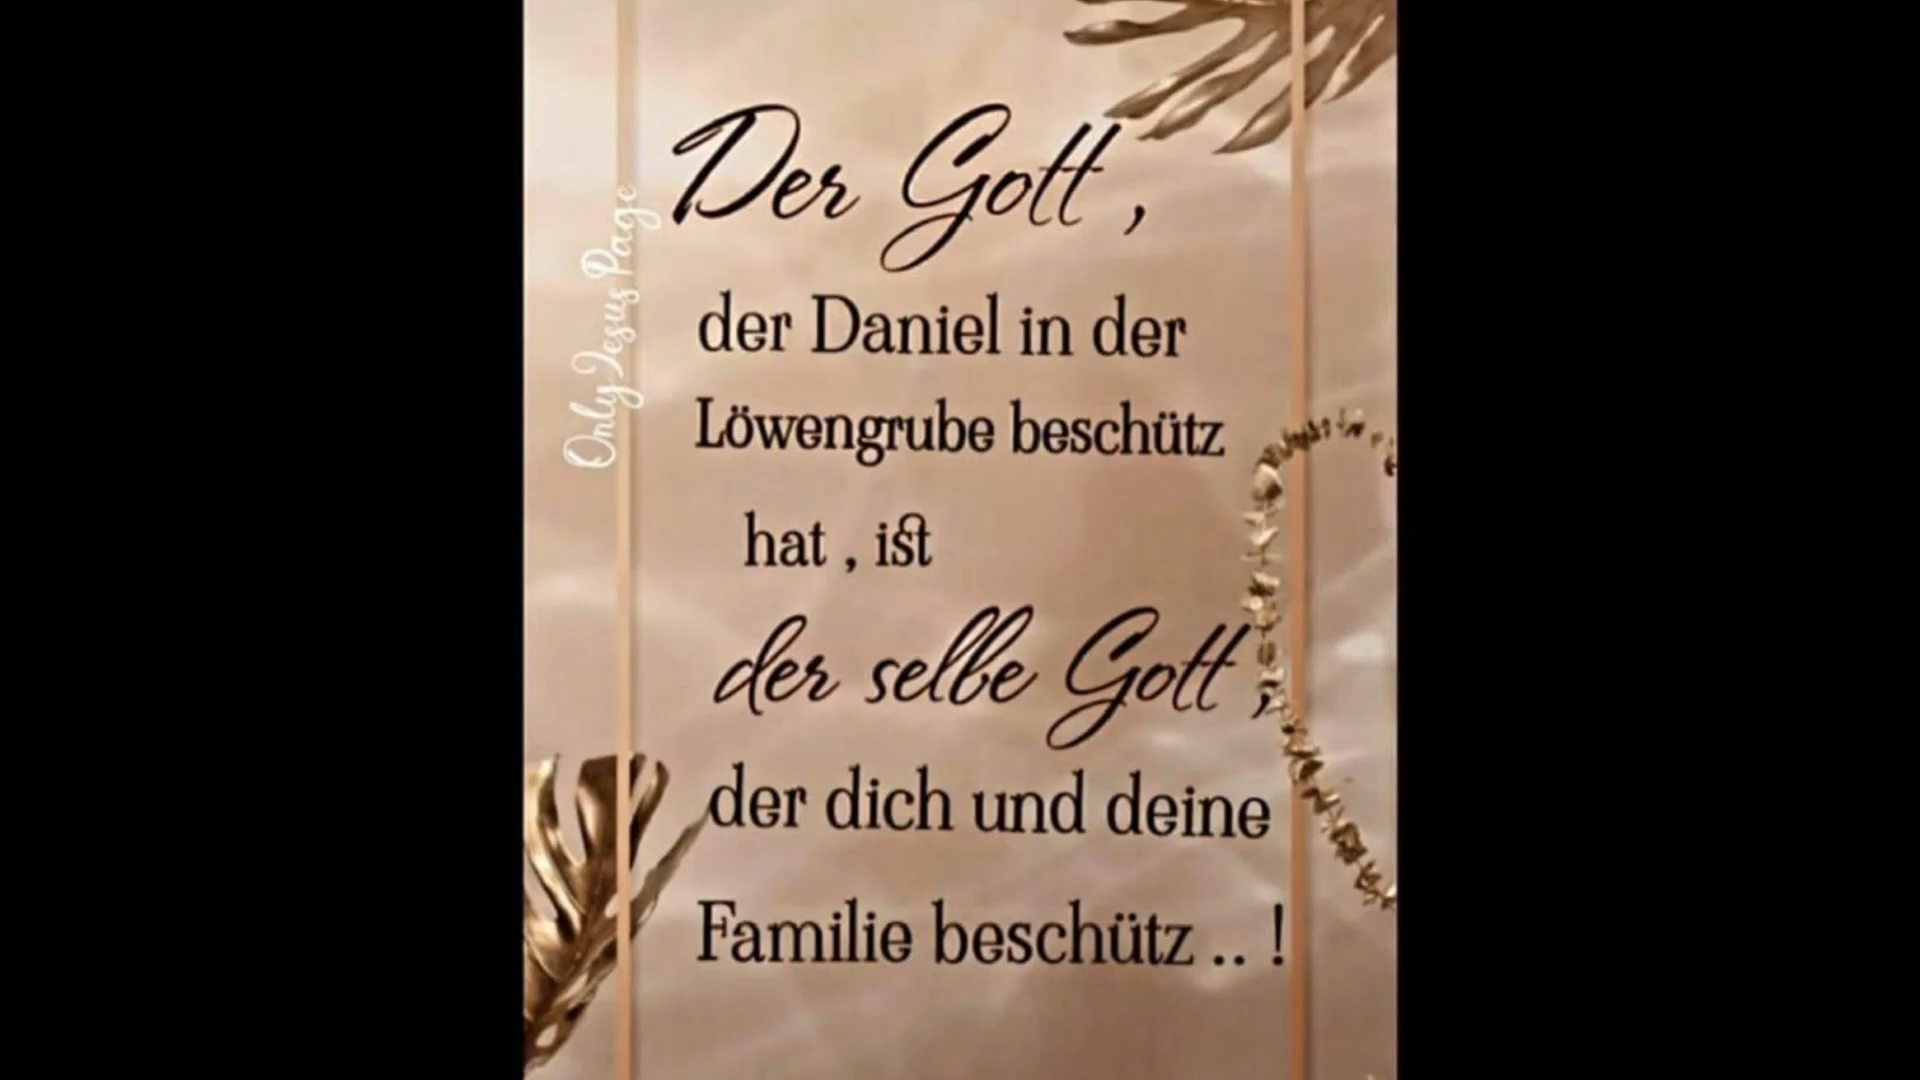 Der Gott ,
der Daniel in der
Löwengrube beschütz
hat , ist
der selbe Gott ,
der dich und deine
Familie beschütz .. !
Only Jesus Page